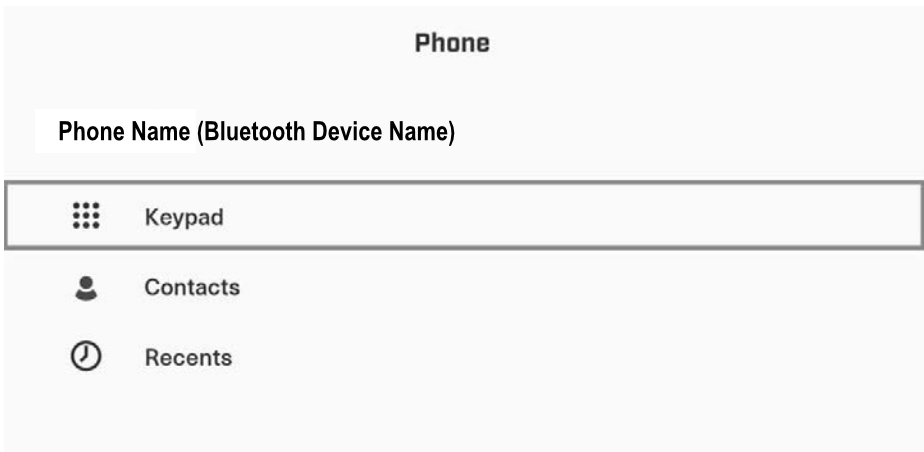 Phone
Phone Name (Bluetooth Device Name)
Keypad
Contacts
Recents